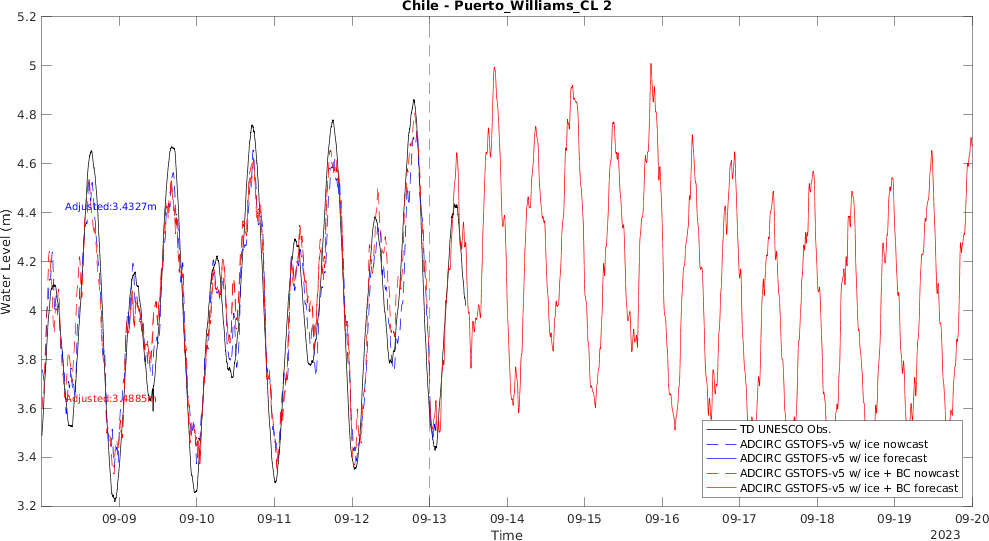 Chile - Puerto_Williams_CL 2
5.2
5
4.8
4.6
4.4
4.2
4
3.8
3.6
3.4
3.2
Water Level (m)
Adjusted:3.4327m
Adjusted:3.4885m
TD UNESCO Obs.
ADCIRC GSTOFS-v5 w/ ice nowcast
ADCIRC GSTOFS-v5 w/ ice forecast
ADCIRC GSTOFS-v5 w/ ice + BC nowcast
ADCIRC GSTOFS-v5 w/ ice + BC forecast
09-09 09-10 09-11 09-12 09-13 09-14 09-15 09-16 09-17 09-18 09-19 09-20
Time
2023